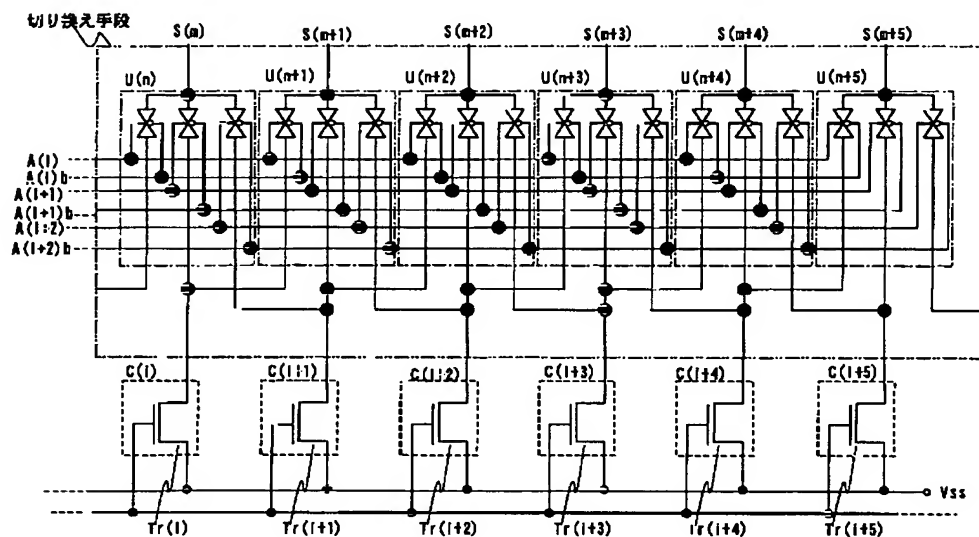 切り換え手段
S(m) S(m+1) S(m+2) S(m+3) S(m+4) S(m+5)
U(n) U(n+1) U(n+2) U(n+3) U(n+4) U(n+5)
A(i)
A(i)b
A(i+1)
A(i+1)b
A(i+2)
A(i+2)b
C(i) C(i+1) C(i+2) C(i+3) C(i+4) C(i+5)
Vss
Tr(i) Tr(i+1) Tr(i+2) Tr(i+3) Tr(i+4) Tr(i+5)